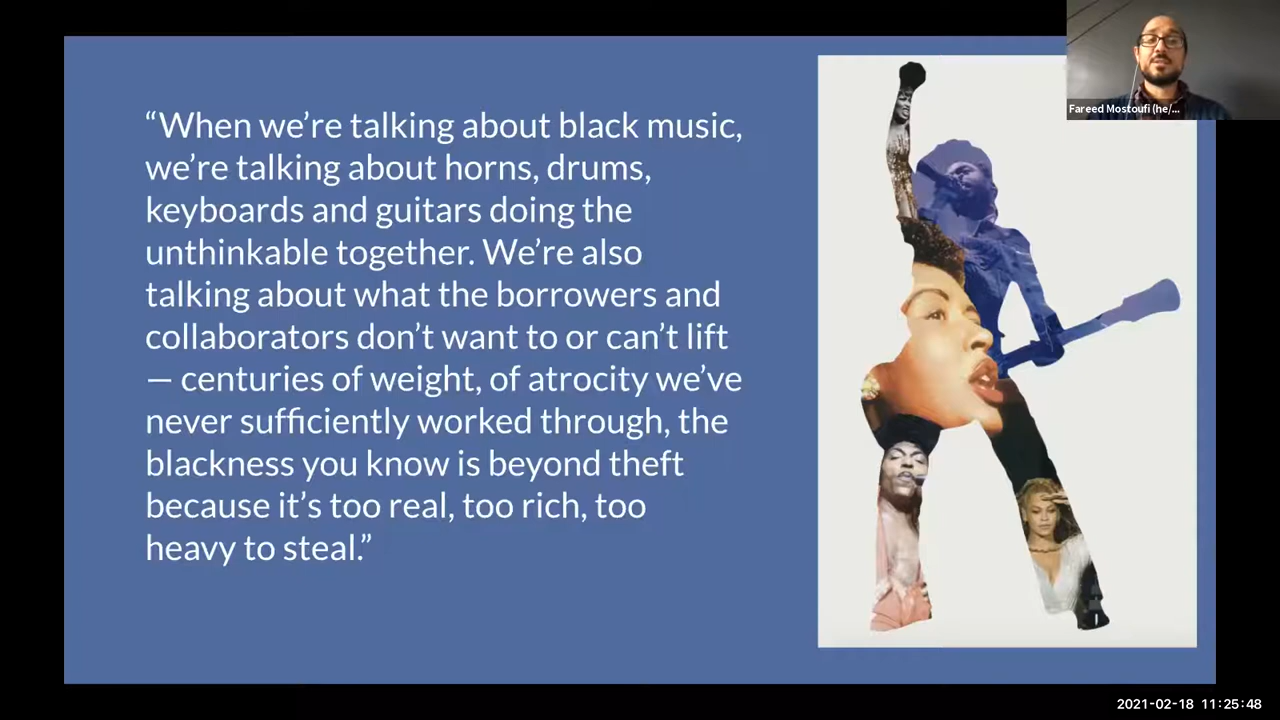 “When we’re talking about black music,
we’re talking about horns, drums,
keyboards and guitars doing the
unthinkable together. We’re also
talking about what the borrowers and
collaborators don’t want to or can’t lift
— centuries of weight, of atrocity we’ve
never sufficiently worked through, the
blackness you know is beyond theft
because it’s too real, too rich, too
heavy to steal.”
Fareed Mostoufi (he/...
2021-02-18 11:25:48